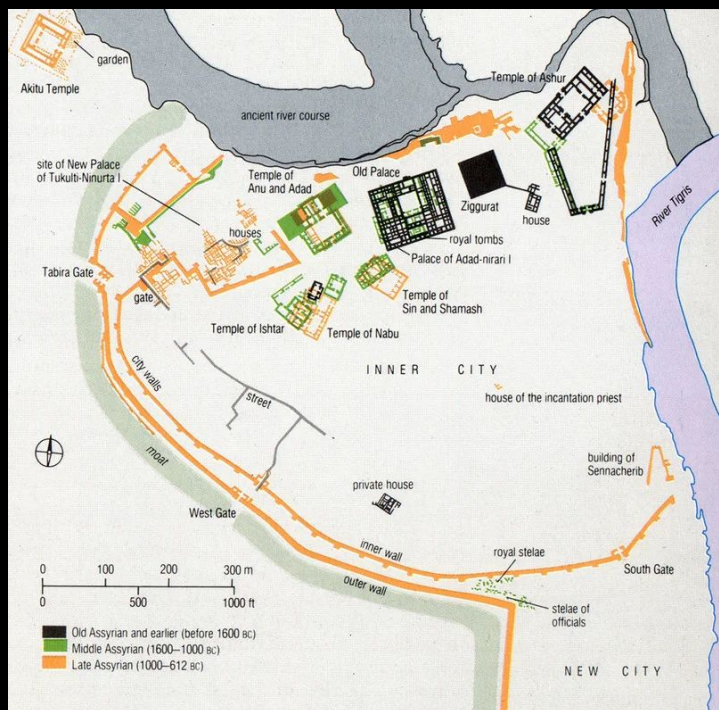 garden
Akitu Temple
ancient river course
Temple of Ashur
site of New Palace
of Tukulti-Ninurta I
Temple of
Anu and Adad
Old Palace
Ziggurat
house
River Tigris
houses
royal tombs
Palace of Adad-nirari I
Tabira Gate
gate
Temple of
Sin and Shamash
Temple of Ishtar
Temple of Nabu
INNER CITY
city walls
street
house of the incantation priest
moat
building of
Sennacherib
private house
West Gate
inner wall
royal stelae
South Gate
outer wall
stelae of
officials
0 100 200 300 m
0 500 1000 ft
Old Assyrian and earlier (before 1600 BC)
Middle Assyrian (1600–1000 BC)
Late Assyrian (1000–612 BC)
NEW CITY